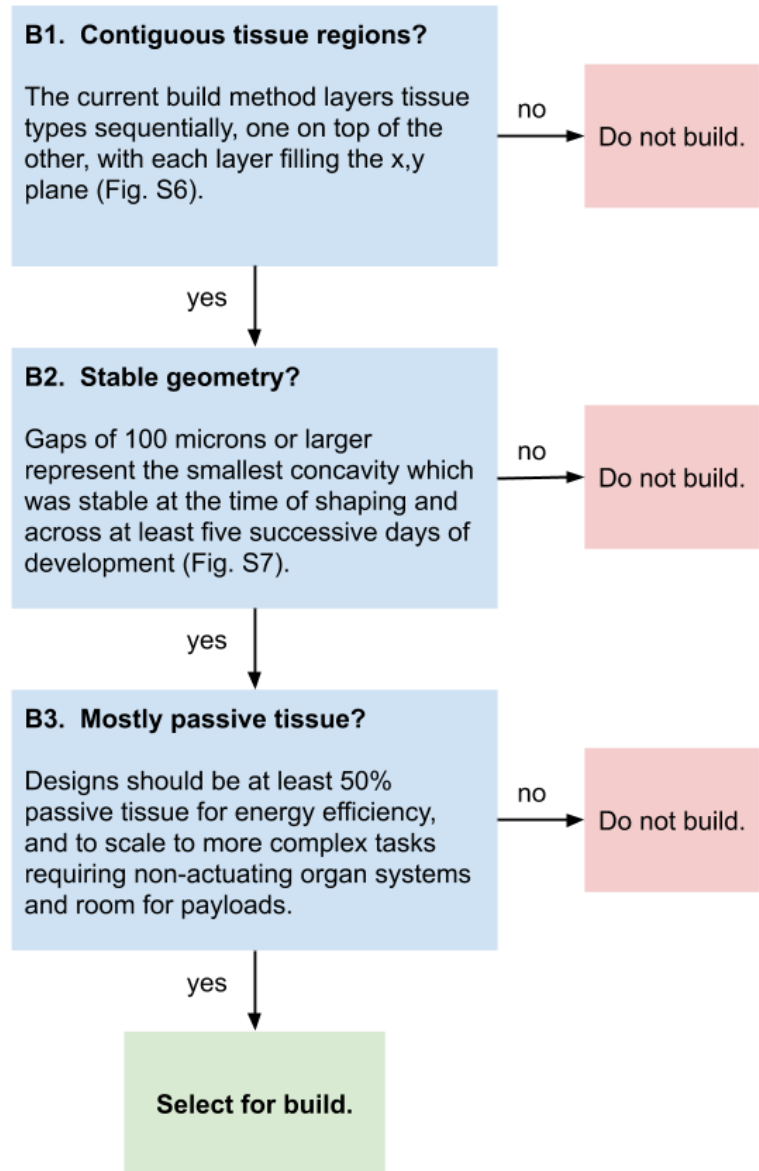 B1. Contiguous tissue regions?
The current build method layers tissue
types sequentially, one on top of the
other, with each layer filling the x,y
plane (Fig. S6).
no
Do not build.
yes
B2. Stable geometry?
Gaps of 100 microns or larger
represent the smallest concavity which
was stable at the time of shaping and
across at least five successive days of
development (Fig. S7).
no
Do not build.
yes
B3. Mostly passive tissue?
Designs should be at least 50%
passive tissue for energy efficiency,
and to scale to more complex tasks
requiring non-actuating organ systems
and room for payloads.
no
Do not build.
yes
Select for build.